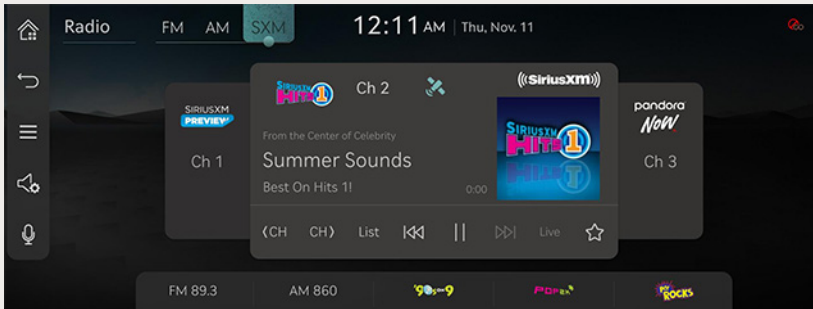 Radio
FM AM SXM
12:11 AM Thu, Nov. 11
SIRIUSXM
PREVIEW
Ch 1
SIRIUSXM
HITS 1
Ch 2
((SiriusXM))
From the Center of Celebrity
Summer Sounds
Best On Hits 1!
0:00
SIRIUSXM
HITS 1
pandora
NOW
Ch 3
⟨CH CH⟩ List Live
FM 89.3 AM 860 '90s on 9 POPRX ROCKS